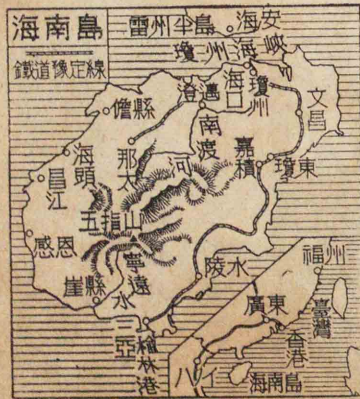 海南島
鐵道豫定線
雷州半島
海安
瓊州海峽
海口
瓊州
澄邁
文昌
儋縣
那大
南渡河
嘉積
瓊東
海頭
昌江
五指山
感恩
陵水
寧遠水
崖縣
三亞
楡林港
福州
臺灣
廣東
香港
海南島
ハノイ